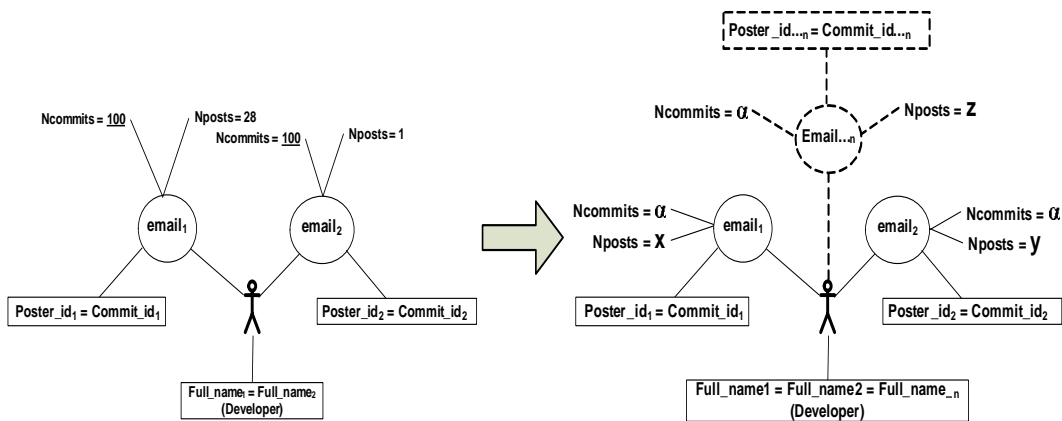 Poster_id...n = Commit_id...n
Ncommits = 100
Nposts = 28
Ncommits = 100
Nposts = 1
email1
email2
Poster_id1 = Commit_id1
Poster_id2 = Commit_id2
Full_name1 = Full_name2
(Developer)
Ncommits = α
Nposts = z
Email...n
Ncommits = α
Nposts = x
email1
email2
Ncommits = α
Nposts = y
Poster_id1 = Commit_id1
Poster_id2 = Commit_id2
Full_name1 = Full_name2 = Full_name_n
(Developer)